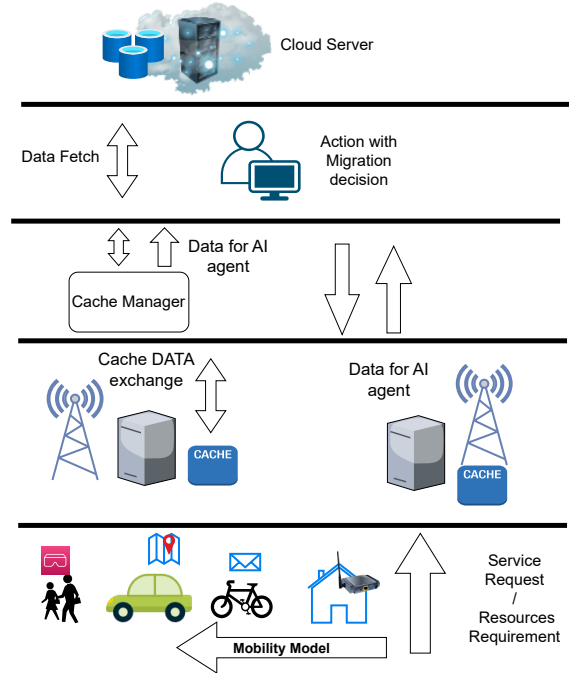 Cloud Server
Data Fetch
Action with
Migration
decision
Data for AI
agent
Cache Manager
Cache DATA
exchange
CACHE
Data for AI
agent
CACHE
Service
Request
/
Resources
Requirement
Mobility Model